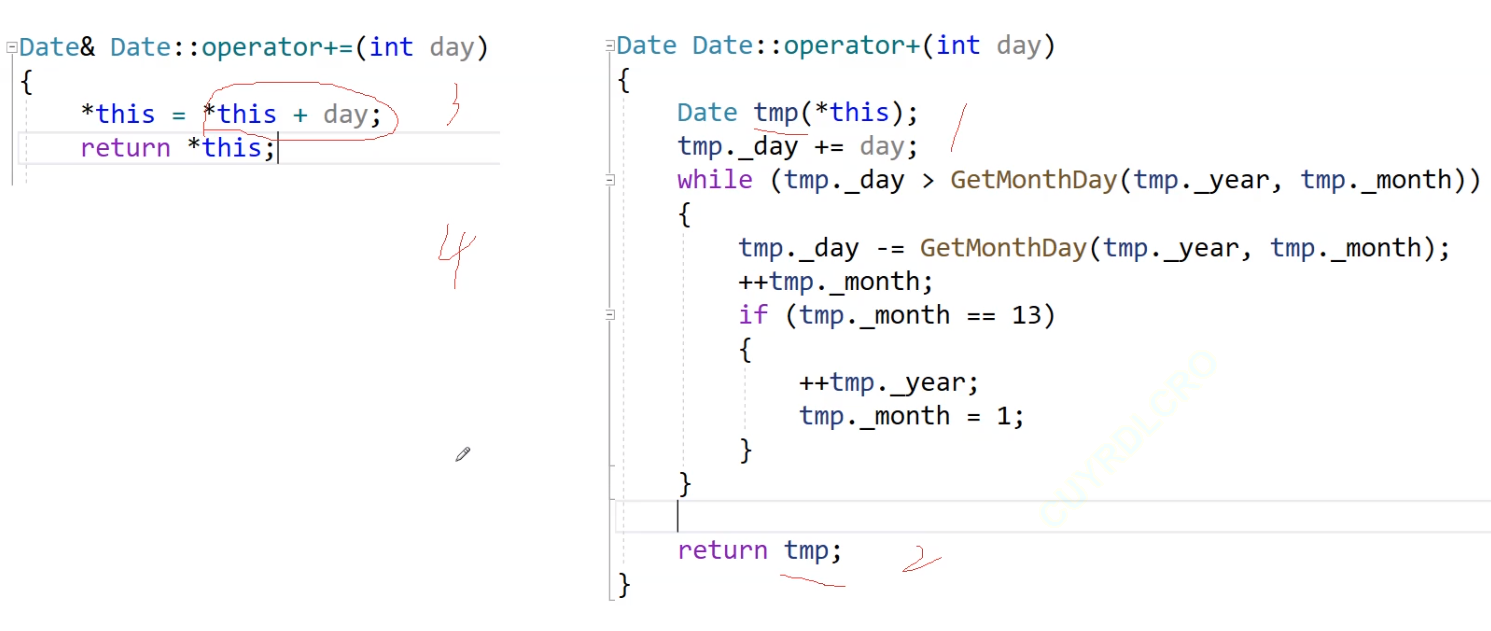 Date& Date::operator+=(int day)
{
*this = *this + day;
return *this;
3
4
Date Date::operator+(int day)
{
Date tmp(*this);
1
tmp._day += day;
while (tmp._day > GetMonthDay(tmp._year, tmp._month))
{
tmp._day -= GetMonthDay(tmp._year, tmp._month);
++tmp._month;
if (tmp._month == 13)
{
++tmp._year;
tmp._month = 1;
}
}
return tmp;
2
}
CUYRDLCRO